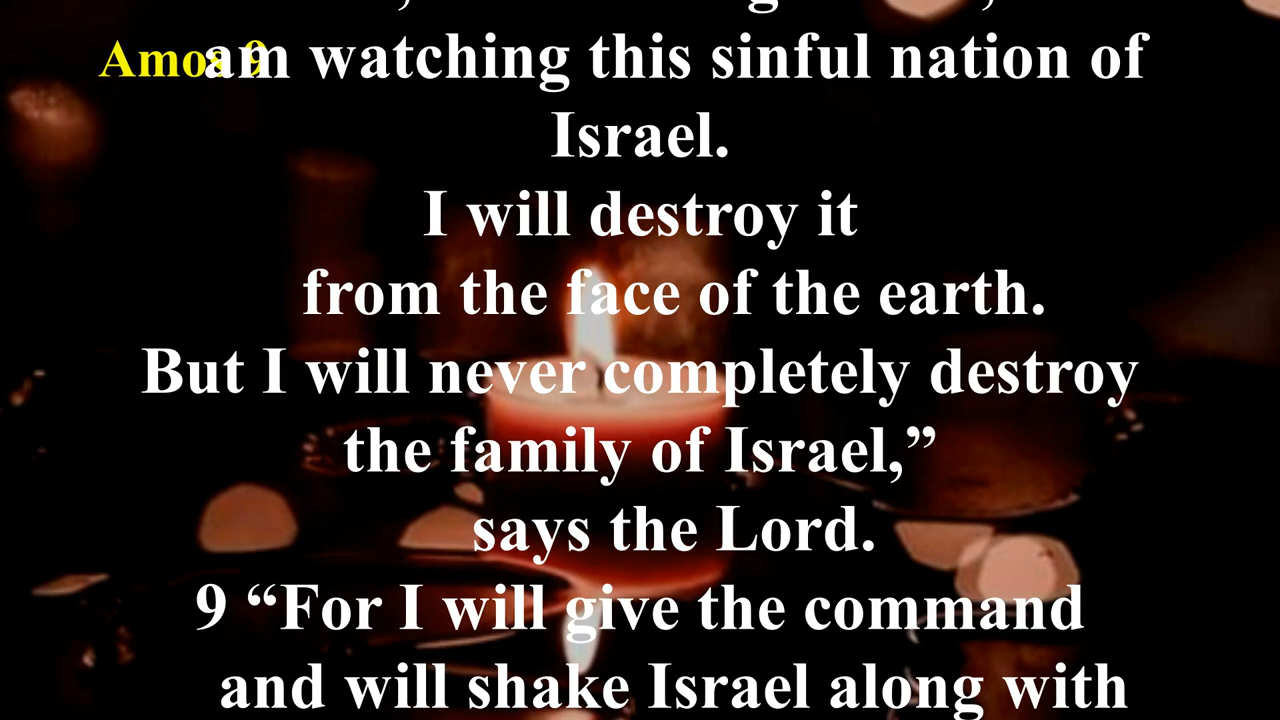 Amos 9
am watching this sinful nation of
Israel.
I will destroy it
from the face of the earth.
But I will never completely destroy
the family of Israel,”
says the Lord.
9 “For I will give the command
and will shake Israel along with